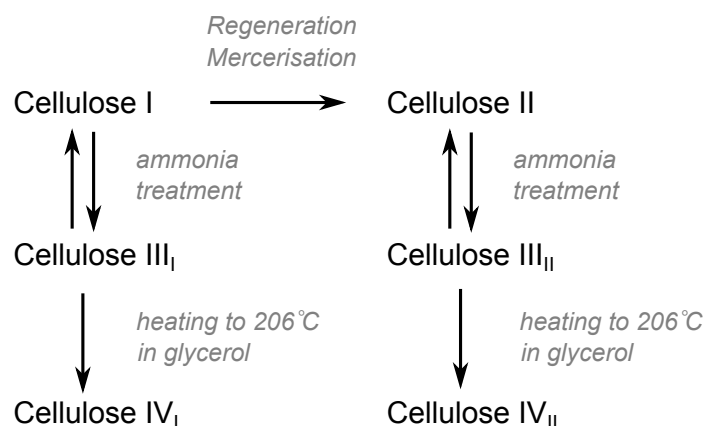 Regeneration
Mercerisation
Cellulose I
Cellulose II
ammonia
treatment
ammonia
treatment
Cellulose III_I
Cellulose III_II
heating to 206°C
in glycerol
heating to 206°C
in glycerol
Cellulose IV_I
Cellulose IV_II